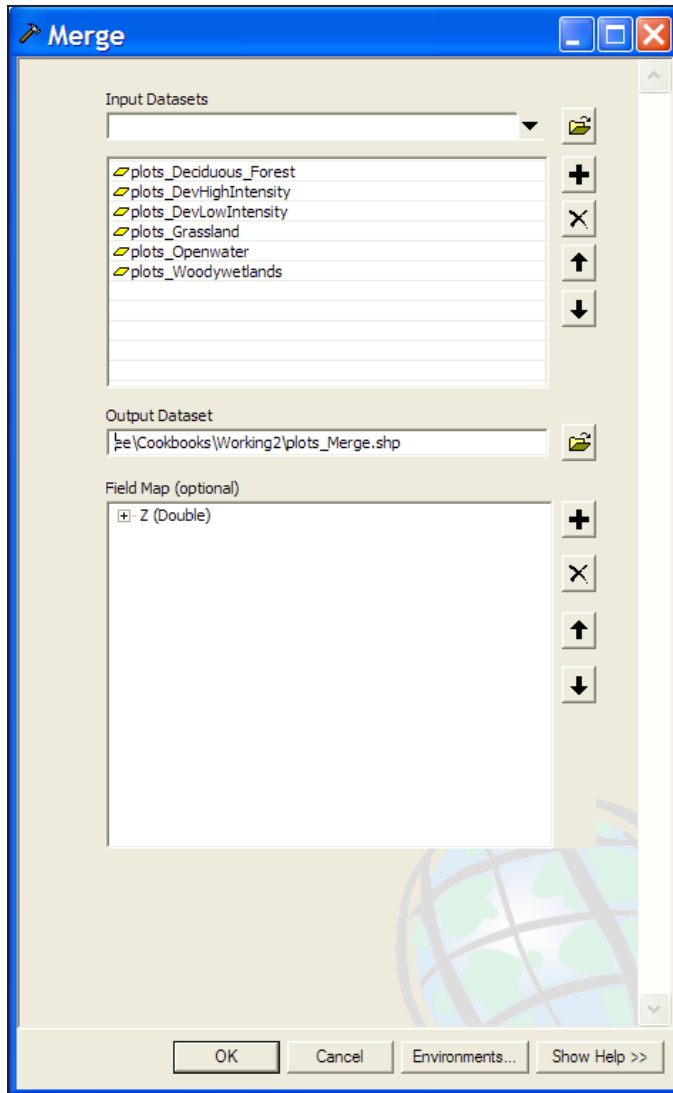 Merge
Input Datasets
plots_Deciduous_Forest
plots_DevHighIntensity
plots_DevLowIntensity
plots_Grassland
plots_Openwater
plots_Woodywetlands
Output Dataset
ee\Cookbooks\Working2\plots_Merge.shp
Field Map (optional)
Z (Double)
OK Cancel Environments... Show Help >>